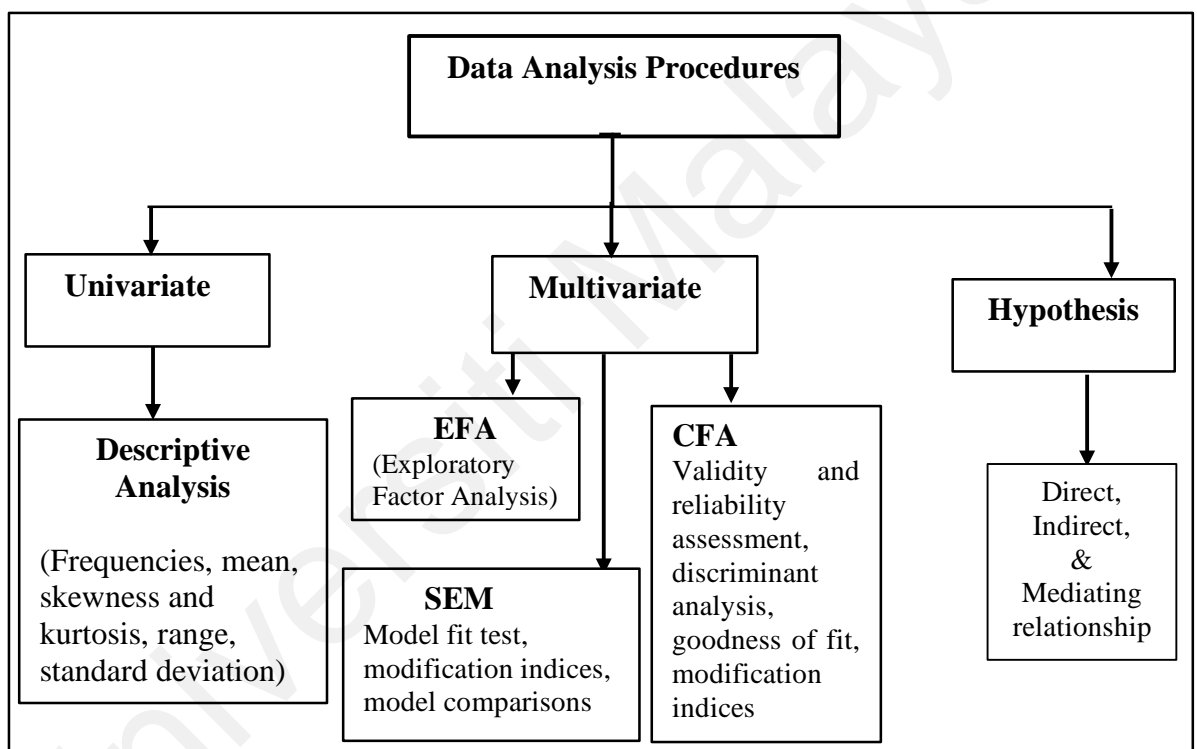 Data Analysis Procedures
Univariate
Multivariate
Hypothesis
Descriptive
Analysis
(Frequencies, mean,
skewness and
kurtosis, range,
standard deviation)
EFA
(Exploratory
Factor Analysis)
SEM
Model fit test,
modification indices,
model comparisons
CFA
Validity and
reliability
assessment,
discriminant
analysis,
goodness of fit,
modification
indices
Direct,
Indirect,
&
Mediating
relationship
universiti Malaya